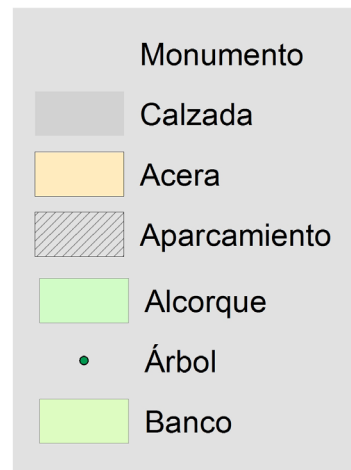 Monumento
Calzada
Acera
Aparcamiento
Alcorque
Árbol
Banco